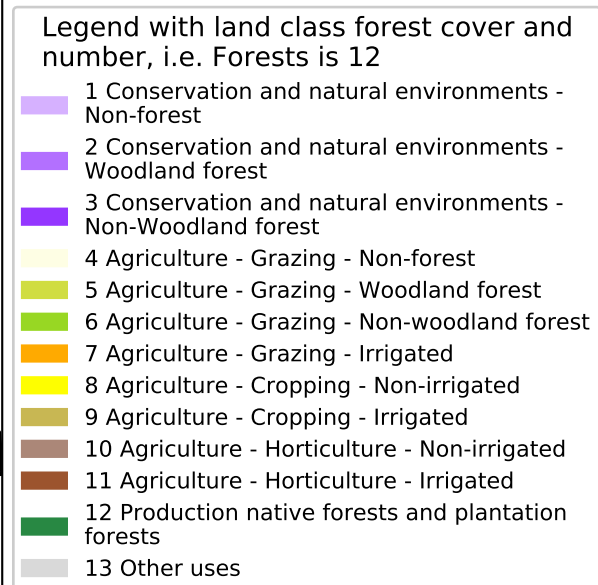 Legend with land class forest cover and
number, i.e. Forests is 12
1 Conservation and natural environments -
Non-forest
2 Conservation and natural environments -
Woodland forest
3 Conservation and natural environments -
Non-Woodland forest
4 Agriculture - Grazing - Non-forest
5 Agriculture - Grazing - Woodland forest
6 Agriculture - Grazing - Non-woodland forest
7 Agriculture - Grazing - Irrigated
8 Agriculture - Cropping - Non-irrigated
9 Agriculture - Cropping - Irrigated
10 Agriculture - Horticulture - Non-irrigated
11 Agriculture - Horticulture - Irrigated
12 Production native forests and plantation
forests
13 Other uses